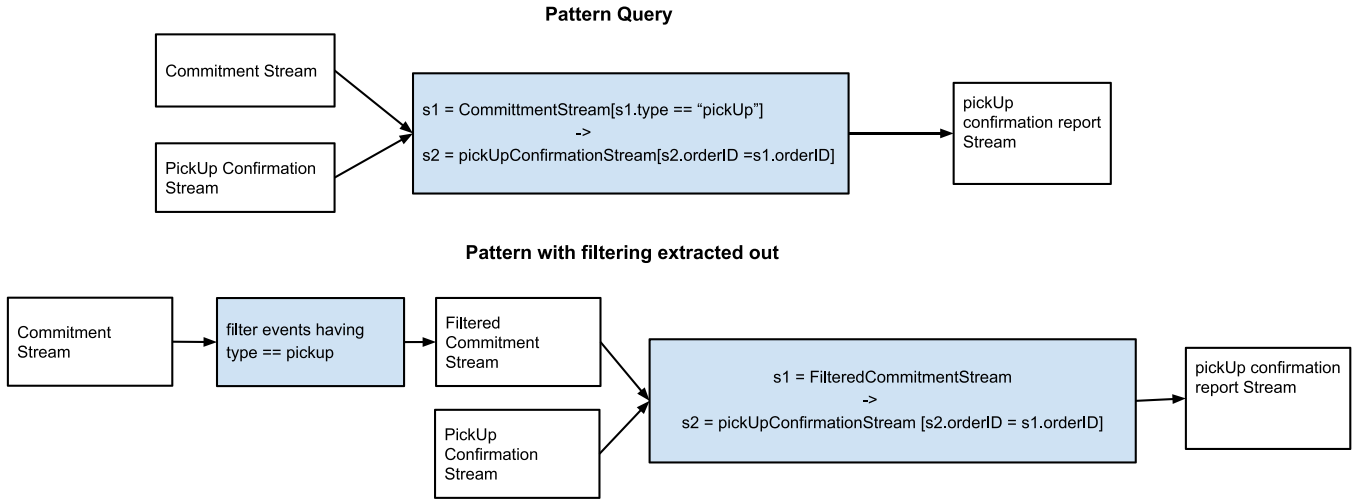 Pattern Query
Commitment Stream
PickUp Confirmation
Stream
s1 = CommittmentStream[s1.type == “pickUp”]
->
s2 = pickUpConfirmationStream[s2.orderID =s1.orderID]
pickUp
confirmation report
Stream
Pattern with filtering extracted out
Commitment
Stream
filter events having
type == pickup
Filtered
Commitment
Stream
PickUp
Confirmation
Stream
s1 = FilteredCommitmentStream
->
s2 = pickUpConfirmationStream [s2.orderID = s1.orderID]
pickUp confirmation
report Stream